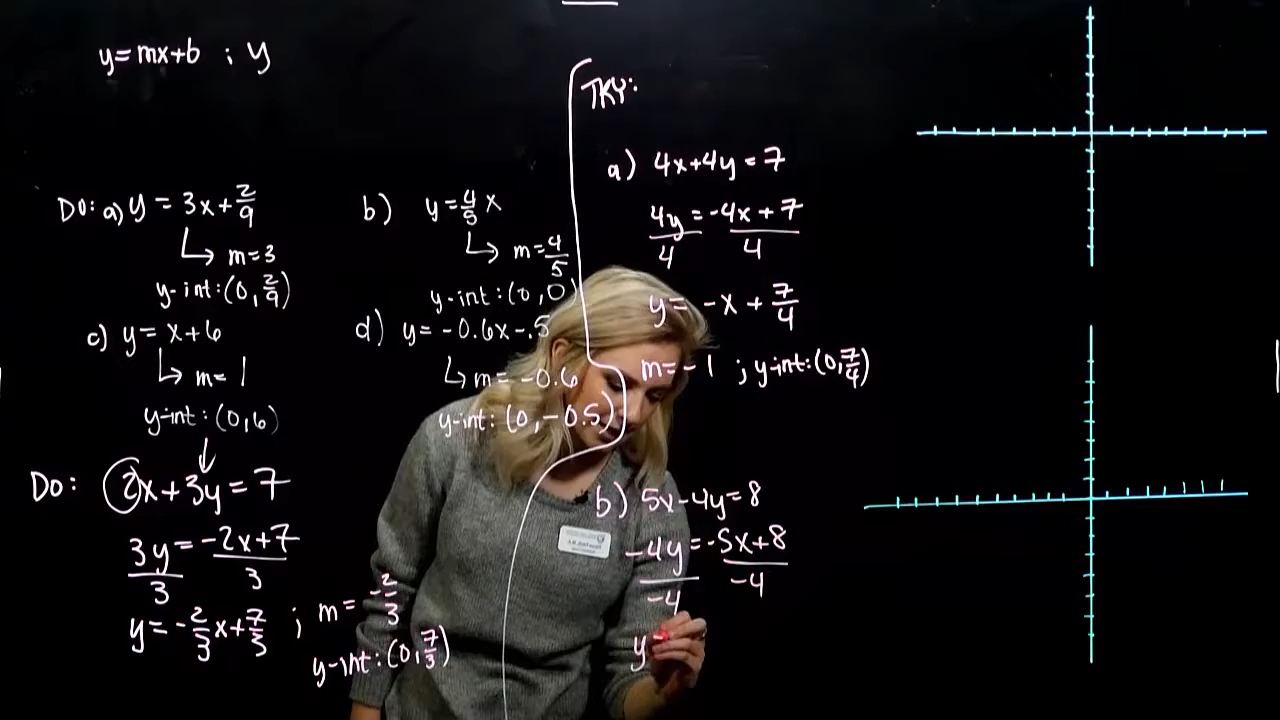 y=mx+b ; y
Do: a) y = 3x+2/9
m=3
y-int:(0,2/9)
b) y=4/5 x
m=4/5
y-int:(0,0)
c) y= x+6
m=1
y-int: (0,6)
d) y= -0.6x-.5
m= -0.6
y-int: (0,-0.5)
Do: 2x+3y=7
3y/3 = -2x+7/3
y=-2/3x+7/3 ; m=-2/3
y-int:(0,7/3)
TRY:
a) 4x+4y=7
4y/4 = -4x+7/4
y= -x+7/4
m=-1 ; y-int:(0,7/4)
b) 5x-4y=8
-4y/-4 = -5x+8/-4
y=